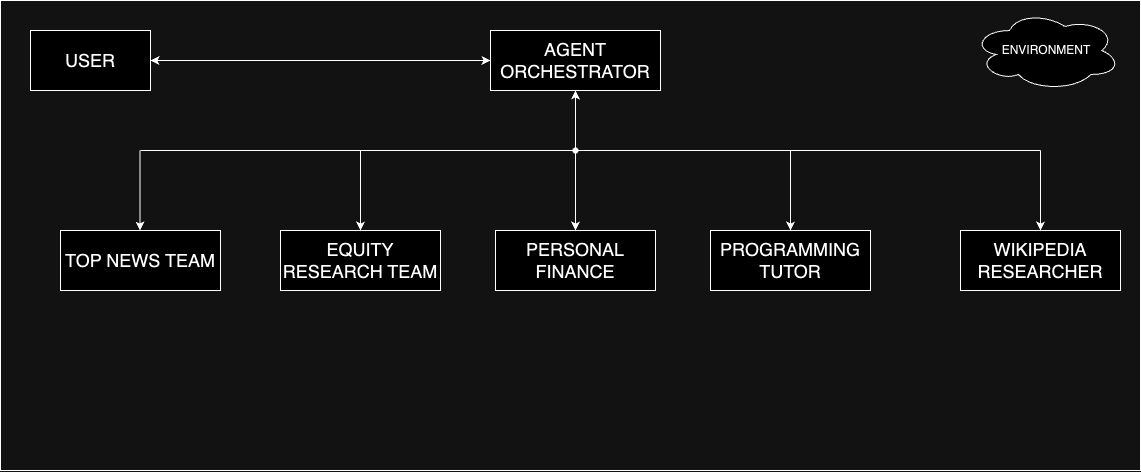 USER
AGENT
ORCHESTRATOR
ENVIRONMENT
TOP NEWS TEAM
EQUITY
RESEARCH TEAM
PERSONAL
FINANCE
PROGRAMMING
TUTOR
WIKIPEDIA
RESEARCHER